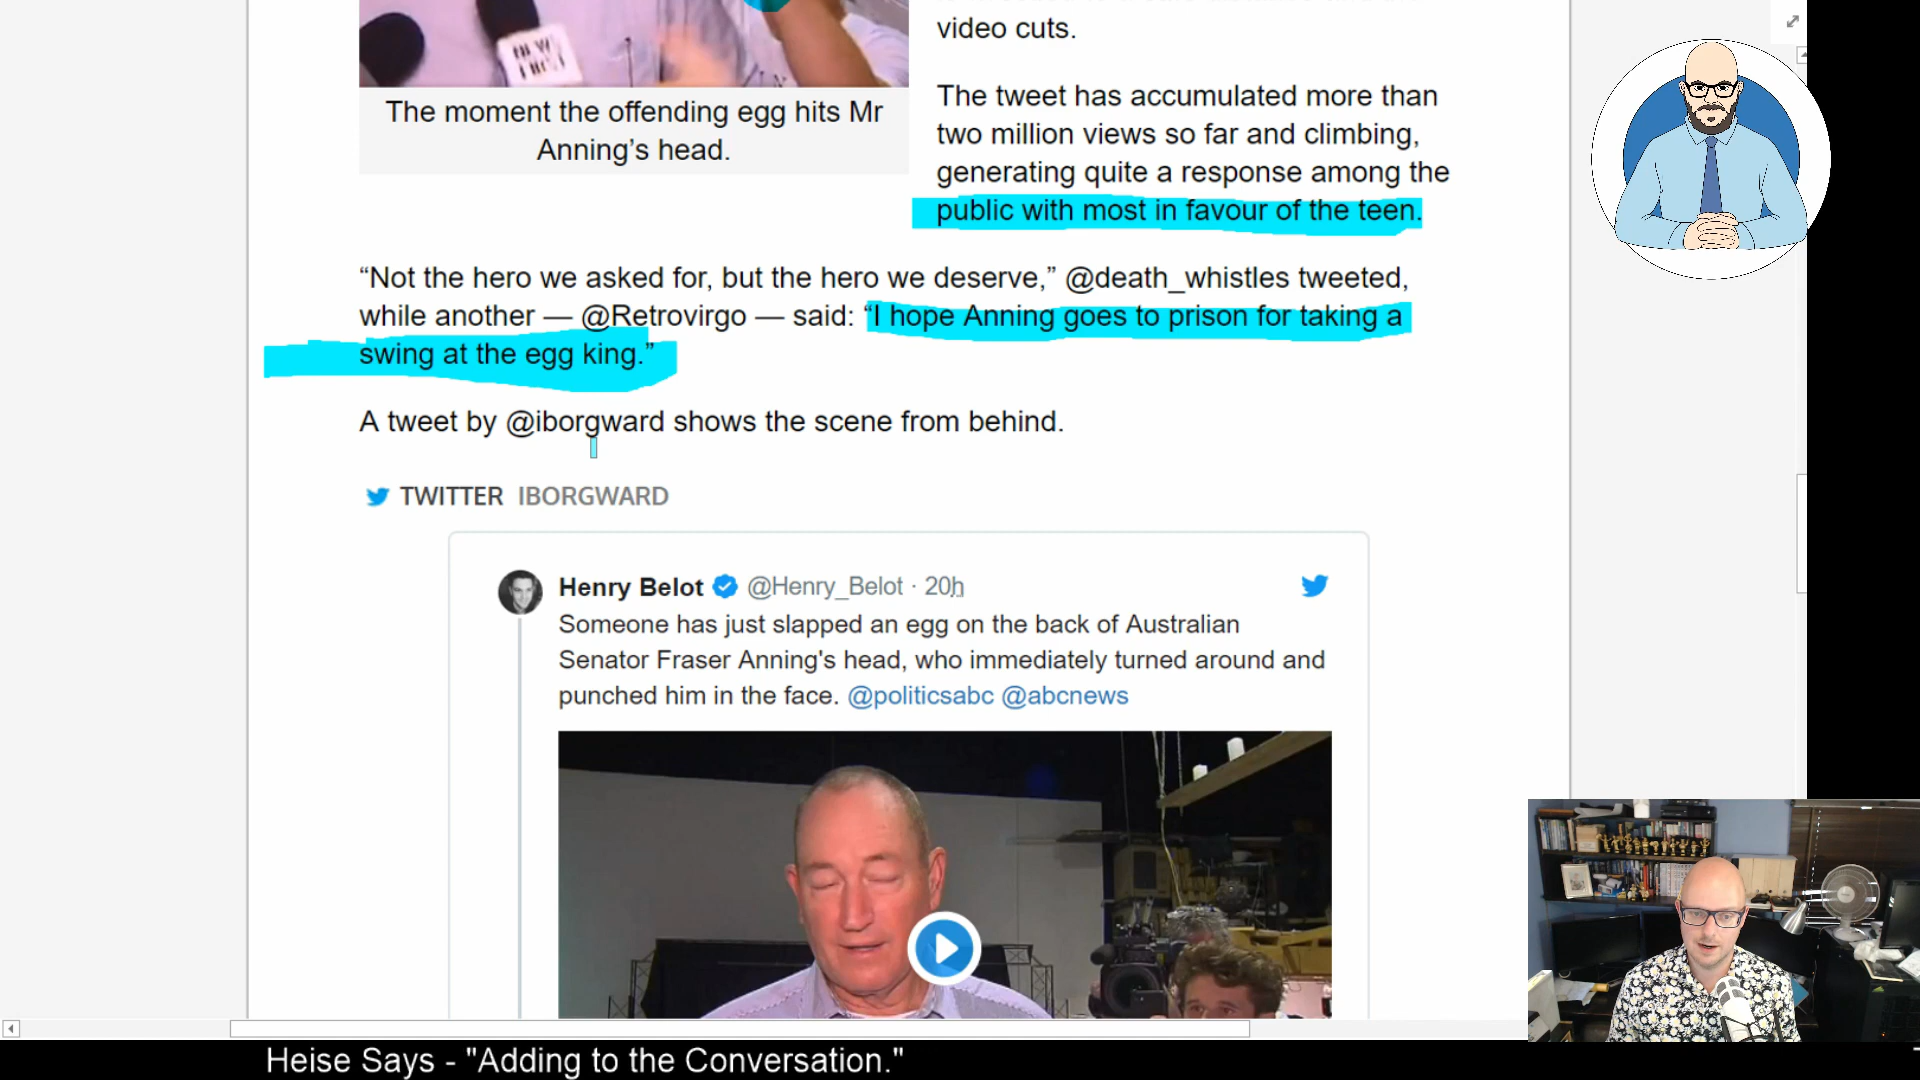 video cuts.
The moment the offending egg hits Mr
Anning’s head.
The tweet has accumulated more than
two million views so far and climbing,
generating quite a response among the
public with most in favour of the teen.
“Not the hero we asked for, but the hero we deserve,” @death_whistles tweeted,
while another — @Retrovirgo — said: “I hope Anning goes to prison for taking a
swing at the egg king.”
A tweet by @iborgward shows the scene from behind.
TWITTER IBORGWARD
Henry Belot @Henry_Belot · 20h
Someone has just slapped an egg on the back of Australian
Senator Fraser Anning's head, who immediately turned around and
punched him in the face. @politicsabc @abcnews
Heise Says - "Adding to the Conversation."